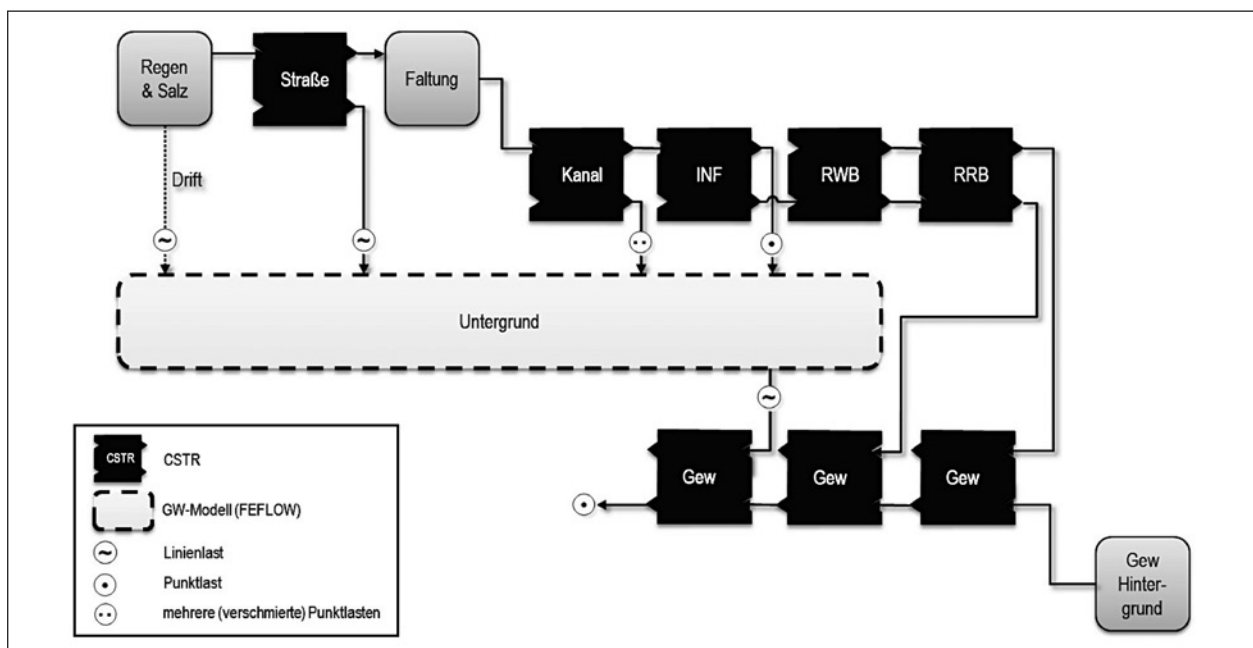 Regen
& Salz
Straße
Faltung
Drift
Kanal
INF
RWB
RRB
Untergrund
Gew
Gew
Gew
Gew
Hinter-
grund
CSTR
CSTR
GW-Modell (FEFLOW)
Linienlast
Punktlast
mehrere (verschmierte) Punktlasten